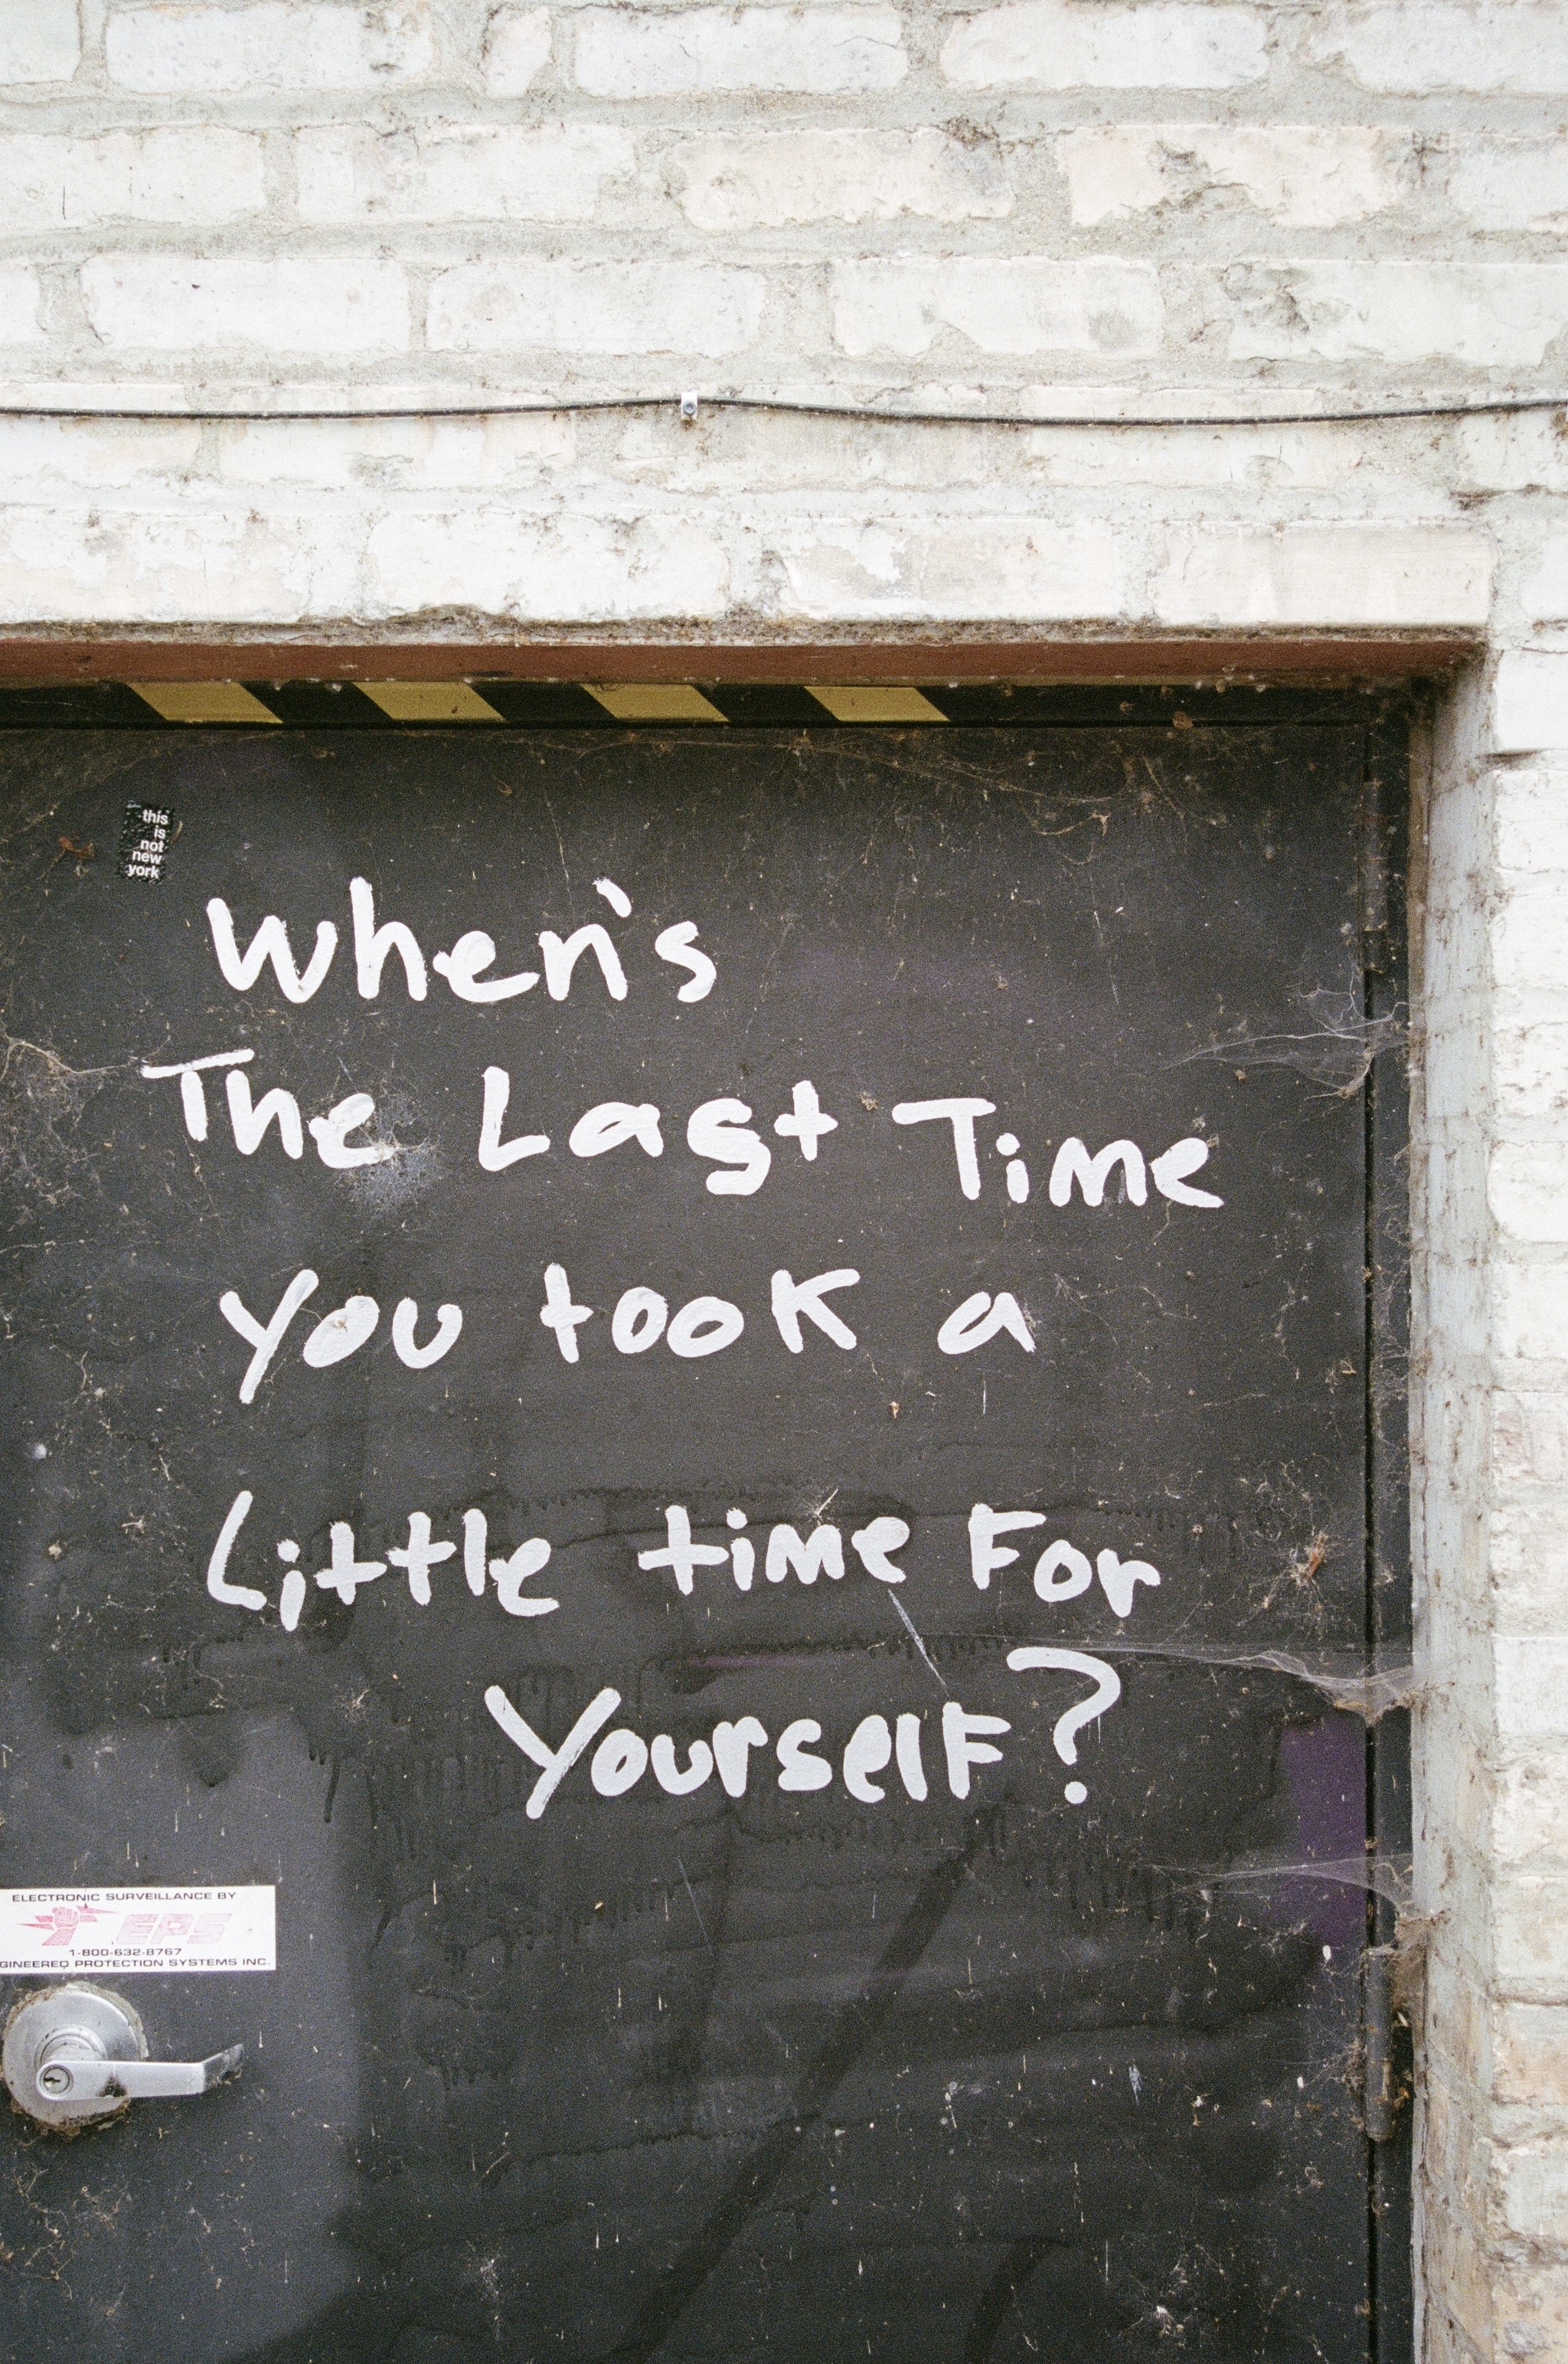 this
is
not
new
york
When's
The Last Time
you took a
Little time For
Yourself?
ELECTRONIC SURVEILLANCE BY
EPS
1-800-632-8767
GINEERED PROTECTION SYSTEMS INC.